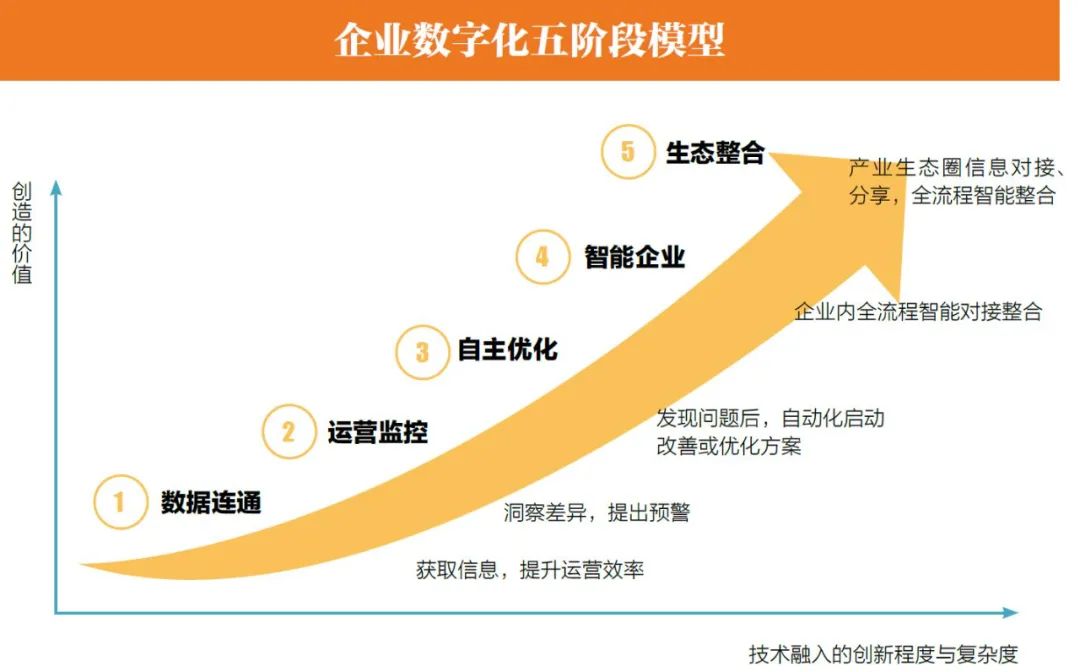 企业数字化五阶段模型
创造的价值
5 生态整合
产业生态圈信息对接、
分享，全流程智能整合
4 智能企业
企业内全流程智能对接整合
3 自主优化
发现问题后，自动化启动
改善或优化方案
2 运营监控
洞察差异，提出预警
1 数据连通
获取信息，提升运营效率
技术融入的创新程度与复杂度